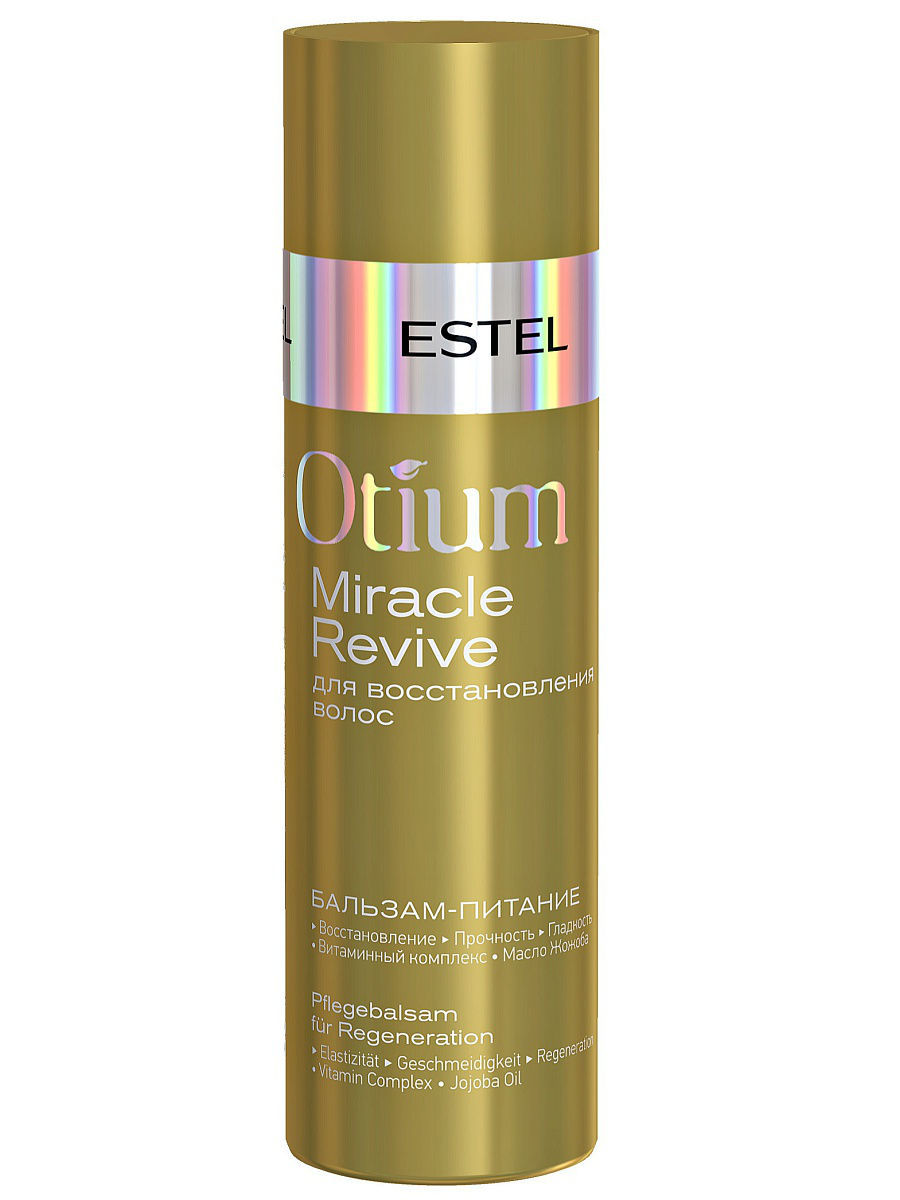 ESTEL
Otium
Miracle
Revive
для восстановления
волос
БАЛЬЗАМ-ПИТАНИЕ
▸ Восстановление ▸ Прочность ▸ Гладкость
• Витаминный комплекс • Масло Жожоба
Pflegebalsam
für Regeneration
▸ Elastizität ▸ Geschmeidigkeit ▸ Regeneration
• Vitamin Complex • Jojoba Oil